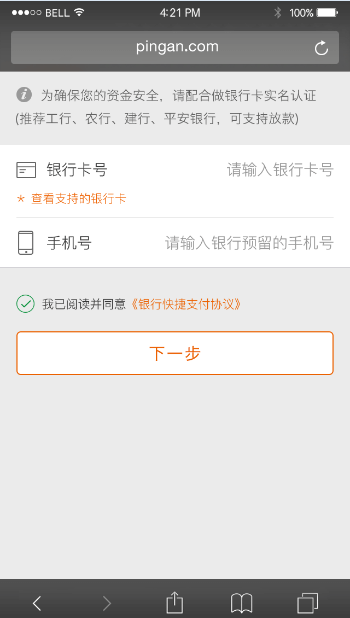 BELL 4:21 PM 100%
pingan.com
为确保您的资金安全，请配合做银行卡实名认证
(推荐工行、农行、建行、平安银行，可支持放款)
银行卡号 请输入银行卡号
* 查看支持的银行卡
手机号 请输入银行预留的手机号
我已阅读并同意《银行快捷支付协议》
下一步